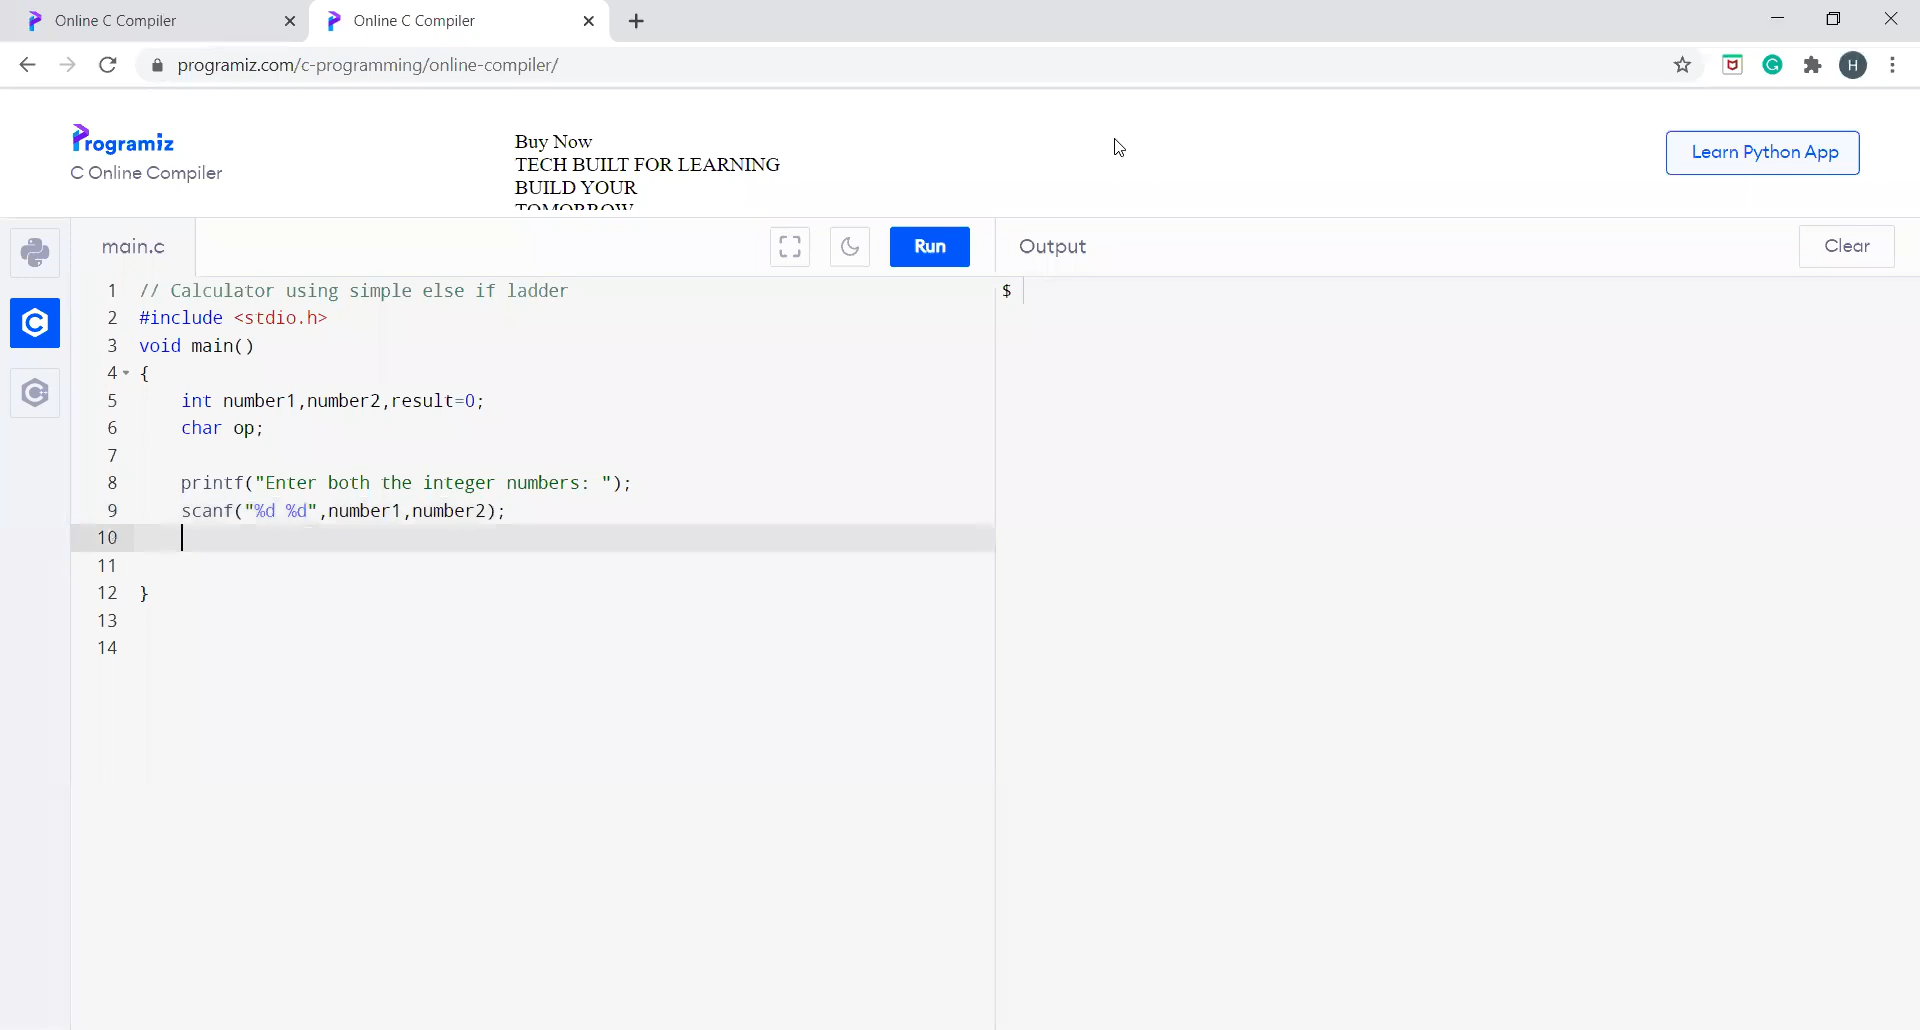 Online C Compiler
Online C Compiler
programiz.com/c-programming/online-compiler/
H
Programiz
C Online Compiler
Buy Now
TECH BUILT FOR LEARNING
BUILD YOUR
TOMORROW
Learn Python App
main.c
Run
Output
Clear
1 // Calculator using simple else if ladder
2 #include <stdio.h>
3 void main()
4 {
5 int number1,number2,result=0;
6 char op;
7
8 printf("Enter both the integer numbers: ");
9 scanf("%d %d",number1,number2);
10
11
12 }
13
14
$